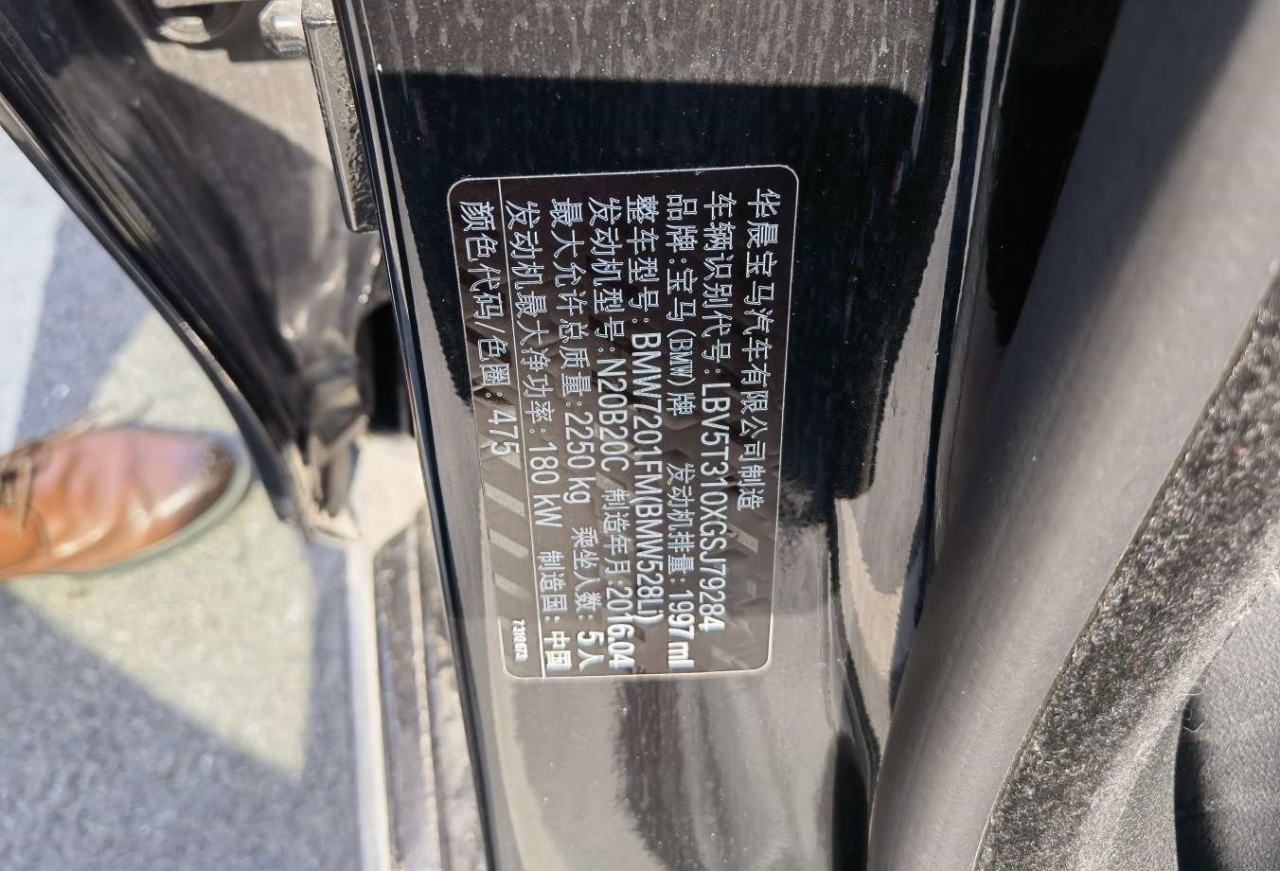 华晨宝马汽车有限公司制造
车辆识别代号:LBV5T310XGSJ79284
品牌:宝马(BMW)牌 发动机排量:1997 ml
整车型号:BMW7201FM(BMW528Li)
发动机型号:N20B20C 制造年月:2016.04
最大允许总质量:2250 kg 乘坐人数:5人
发动机最大净功率:180 kW 制造国:中国
颜色代码/色圈:475